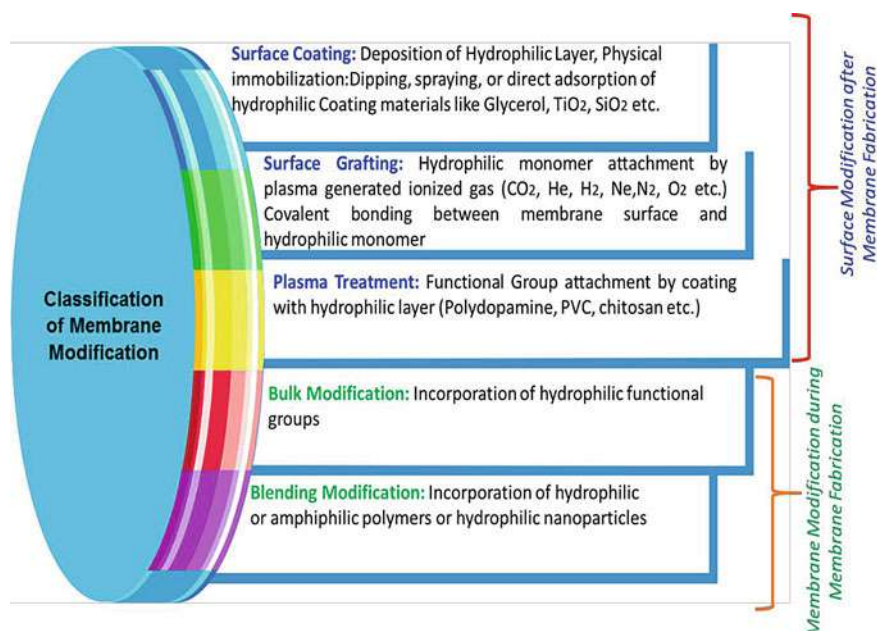 Surface Coating: Deposition of Hydrophilic Layer, Physical
immobilization:Dipping, spraying, or direct adsorption of
hydrophilic Coating materials like Glycerol, TiO2, SiO2 etc.
Surface Grafting: Hydrophilic monomer attachment by
plasma generated ionized gas (CO2, He, H2, Ne,N2, O2 etc.)
Covalent bonding between membrane surface and
hydrophilic monomer
Plasma Treatment: Functional Group attachment by coating
with hydrophilic layer (Polydopamine, PVC, chitosan etc.)
Bulk Modification: Incorporation of hydrophilic functional
groups
Blending Modification: Incorporation of hydrophilic
or amphiphilic polymers or hydrophilic nanoparticles
Classification
of Membrane
Modification
Surface Modification after
Membrane Fabrication
Membrane Modification during
Membrane Fabrication